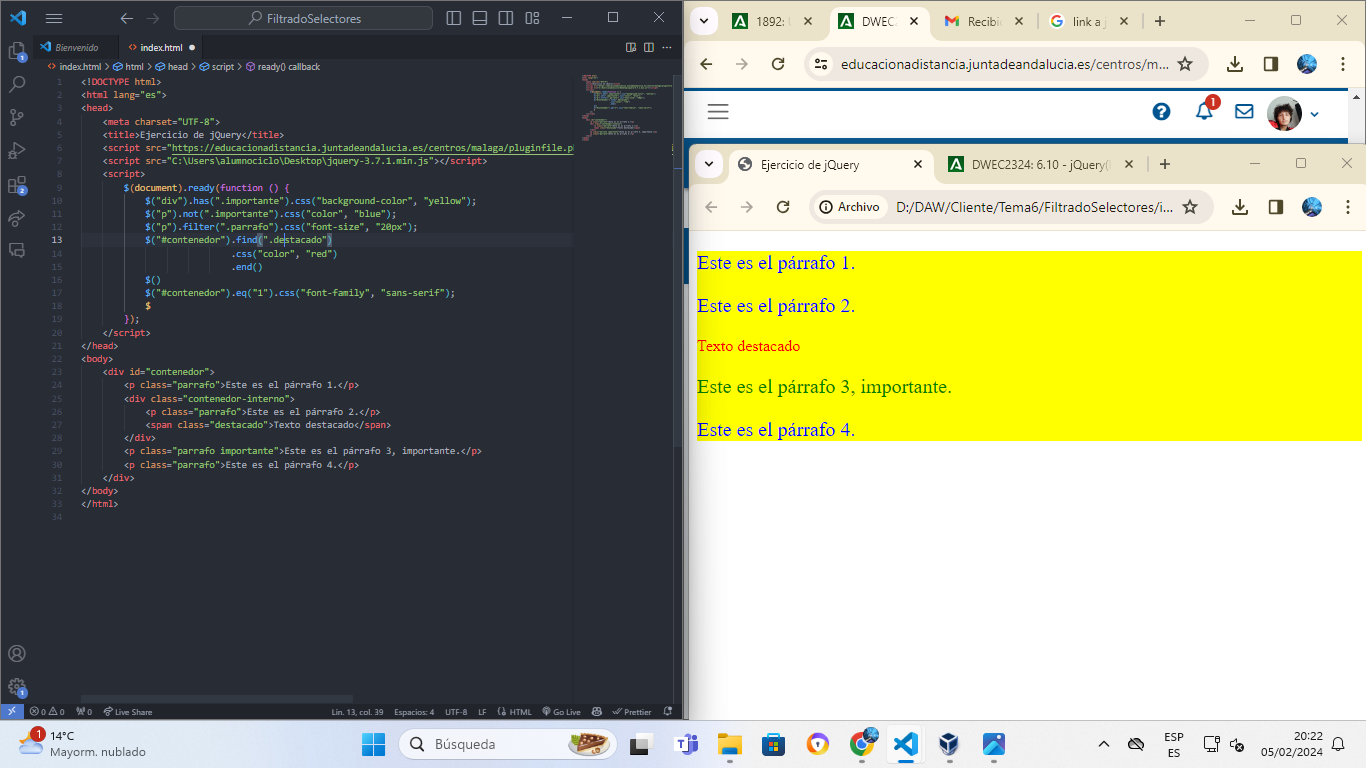 FiltradoSelectores
Bienvenido
index.html
index.html > html > head > script > ready() callback
1 <!DOCTYPE html>
2 <html lang="es">
3 <head>
4 <meta charset="UTF-8">
5 <title>Ejercicio de jQuery</title>
6 <script src="https://educacionadistancia.juntadeandalucia.es/centros/malaga/pluginfile.p
7 <script src="C:\Users\alumnociclo\Desktop\jquery-3.7.1.min.js"></script>
8 <script>
9 $(document).ready(function () {
10 $("div").has(".importante").css("background-color", "yellow");
11 $("p").not(".importante").css("color", "blue");
12 $("p").filter(".parrafo").css("font-size", "20px");
13 $("#contenedor").find(".destacado")
14 .css("color", "red")
15 .end()
16 $()
17 $("#contenedor").eq("1").css("font-family", "sans-serif");
18 $
19 });
20 </script>
21 </head>
22 <body>
23 <div id="contenedor">
24 <p class="parrafo">Este es el párrafo 1.</p>
25 <div class="contenedor-interno">
26 <p class="parrafo">Este es el párrafo 2.</p>
27 <span class="destacado">Texto destacado</span>
28 </div>
29 <p class="parrafo importante">Este es el párrafo 3, importante.</p>
30 <p class="parrafo">Este es el párrafo 4.</p>
31 </div>
32 </body>
33 </html>
34
1
2
1
0 0 0 Live Share Lín. 13, col. 39 Espacios: 4 UTF-8 LF HTML Go Live Prettier
1892: DWEC2 Recibi link a j
educacionadistancia.juntadeandalucia.es/centros/m...
1
Ejercicio de jQuery DWEC2324: 6.10 - jQuery(
Archivo D:/DAW/Cliente/Tema6/FiltradoSelectores/i...
Este es el párrafo 1.
Este es el párrafo 2.
Texto destacado
Este es el párrafo 3, importante.
Este es el párrafo 4.
1
14°C
Mayorm. nublado
Búsqueda
ESP
ES
20:22
05/02/2024